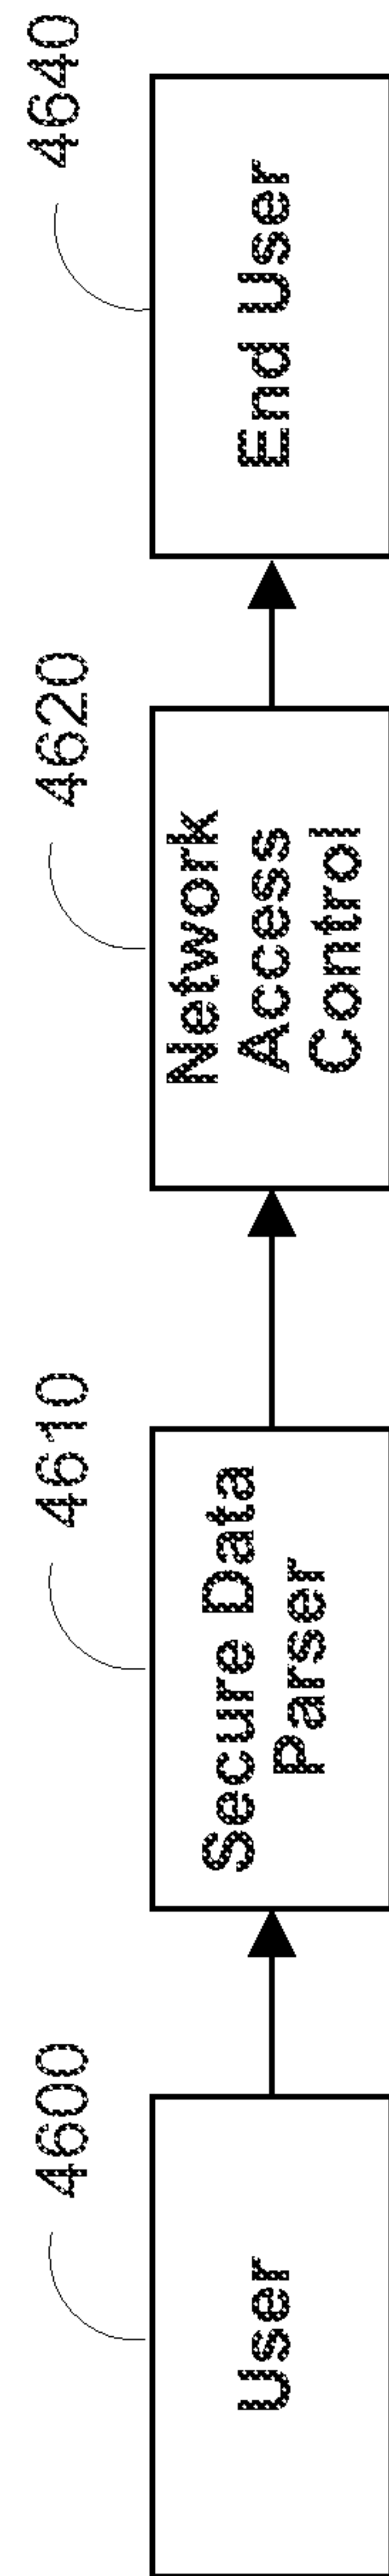 4600
User
4610
Secure Data
Parser
4620
Network
Access
Control
4640
End User